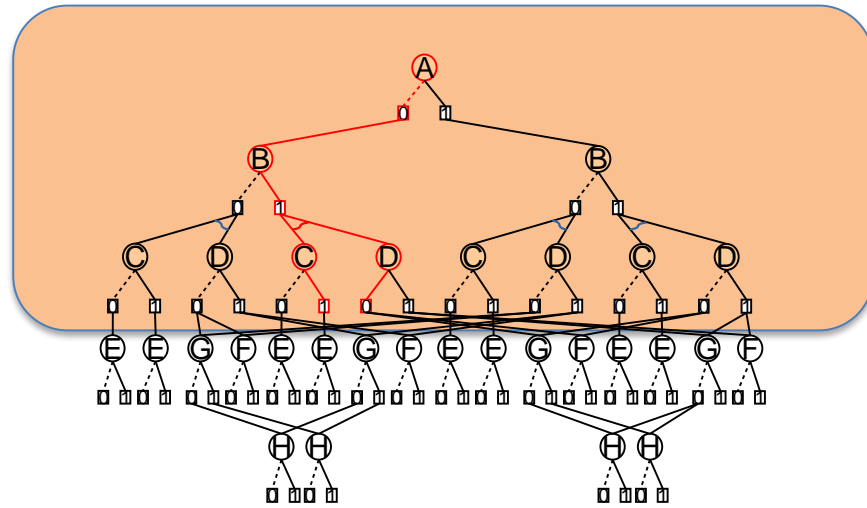 A
0 1
B B
0 1 0 1
C D C D C D C D
0 1 0 1 0 1 0 1 0 1 0 1 0 1 0 1
E E G F E E G F E E G F E E G F
0 1 0 1 0 1 0 1 0 1 0 1 0 1 0 1 0 1 0 1 0 1 0 1 0 1 0 1 0 1 0 1
H H H H
0 1 0 1 0 1 0 1